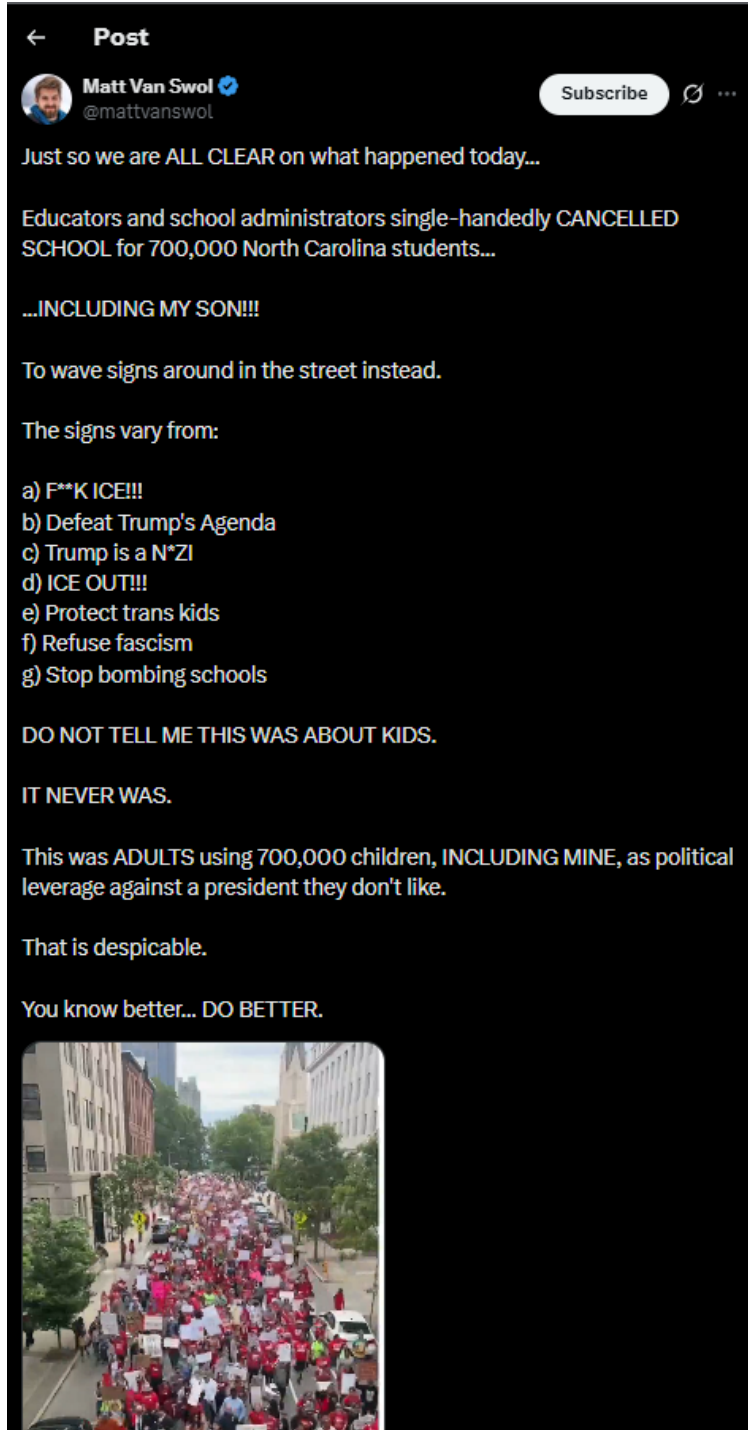 Post
Matt Van Swol
@mattvanswol
Subscribe
Just so we are ALL CLEAR on what happened today...
Educators and school administrators single-handedly CANCELLED
SCHOOL for 700,000 North Carolina students...
...INCLUDING MY SON!!!
To wave signs around in the street instead.
The signs vary from:
a) F**K ICE!!!
b) Defeat Trump's Agenda
c) Trump is a N*ZI
d) ICE OUT!!!
e) Protect trans kids
f) Refuse fascism
g) Stop bombing schools
DO NOT TELL ME THIS WAS ABOUT KIDS.
IT NEVER WAS.
This was ADULTS using 700,000 children, INCLUDING MINE, as political
leverage against a president they don't like.
That is despicable.
You know better... DO BETTER.